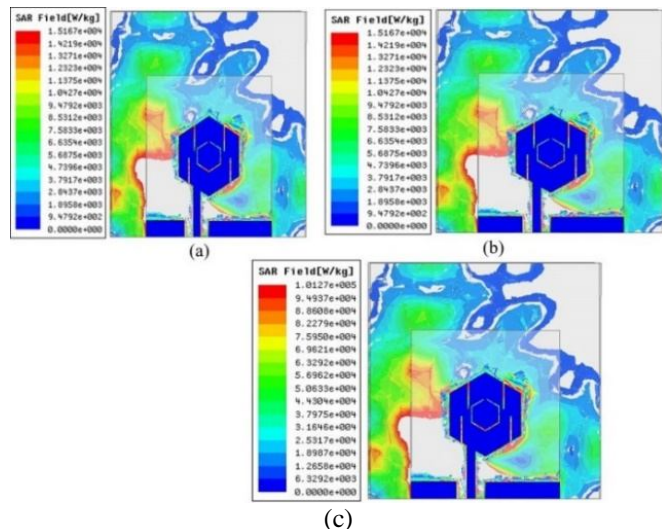 SAR Field[W/kg]
1.5167e+004
1.4219e+004
1.3271e+004
1.2323e+004
1.1375e+004
1.0427e+004
9.4792e+003
8.5312e+003
7.5833e+003
6.6354e+003
5.6875e+003
4.7396e+003
3.7917e+003
2.8437e+003
1.8958e+003
9.4792e+002
0.0000e+000
(a)
SAR Field[W/kg]
1.5167e+004
1.4219e+004
1.3271e+004
1.2323e+004
1.1375e+004
1.0427e+004
9.4792e+003
8.5312e+003
7.5833e+003
6.6354e+003
5.6875e+003
4.7396e+003
3.7917e+003
2.8437e+003
1.8958e+003
9.4792e+002
0.0000e+000
(b)
SAR Field[W/kg]
1.0127e+005
9.4937e+004
8.8608e+004
8.2279e+004
7.5950e+004
6.9621e+004
6.3292e+004
5.6962e+004
5.0633e+004
4.4304e+004
3.7975e+004
3.1646e+004
2.5317e+004
1.8987e+004
1.2658e+004
6.3292e+003
0.0000e+000
(c)